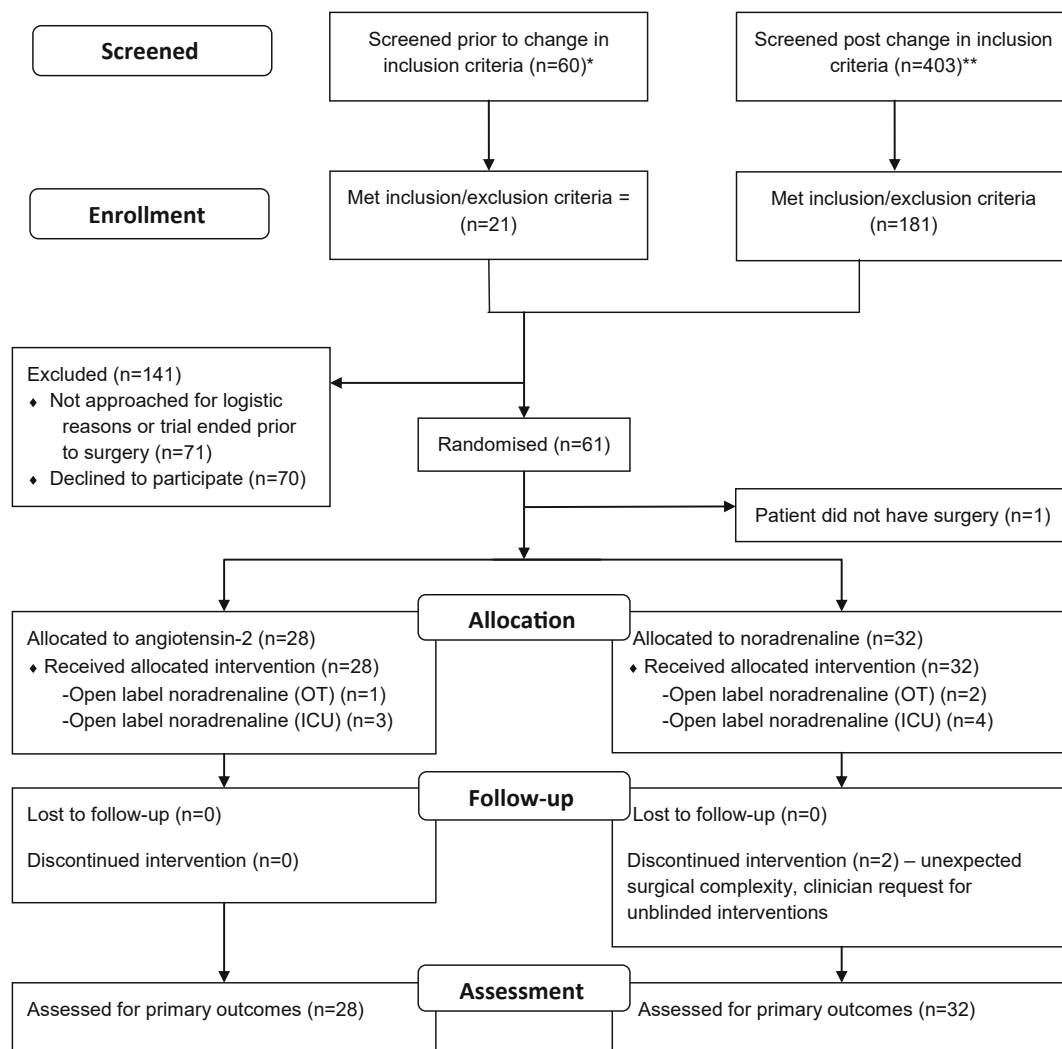 Screened
Screened prior to change in
inclusion criteria (n=60)*
Screened post change in inclusion
criteria (n=403)**
Enrollment
Met inclusion/exclusion criteria =
(n=21)
Met inclusion/exclusion criteria
(n=181)
Excluded (n=141)
♦ Not approached for logistic
reasons or trial ended prior
to surgery (n=71)
♦ Declined to participate (n=70)
Randomised (n=61)
Patient did not have surgery (n=1)
Allocation
Allocated to angiotensin-2 (n=28)
♦ Received allocated intervention (n=28)
-Open label noradrenaline (OT) (n=1)
-Open label noradrenaline (ICU) (n=3)
Allocated to noradrenaline (n=32)
♦ Received allocated intervention (n=32)
-Open label noradrenaline (OT) (n=2)
-Open label noradrenaline (ICU) (n=4)
Follow-up
Lost to follow-up (n=0)
Discontinued intervention (n=0)
Lost to follow-up (n=0)
Discontinued intervention (n=2) – unexpected
surgical complexity, clinician request for
unblinded interventions
Assessment
Assessed for primary outcomes (n=28)
Assessed for primary outcomes (n=32)